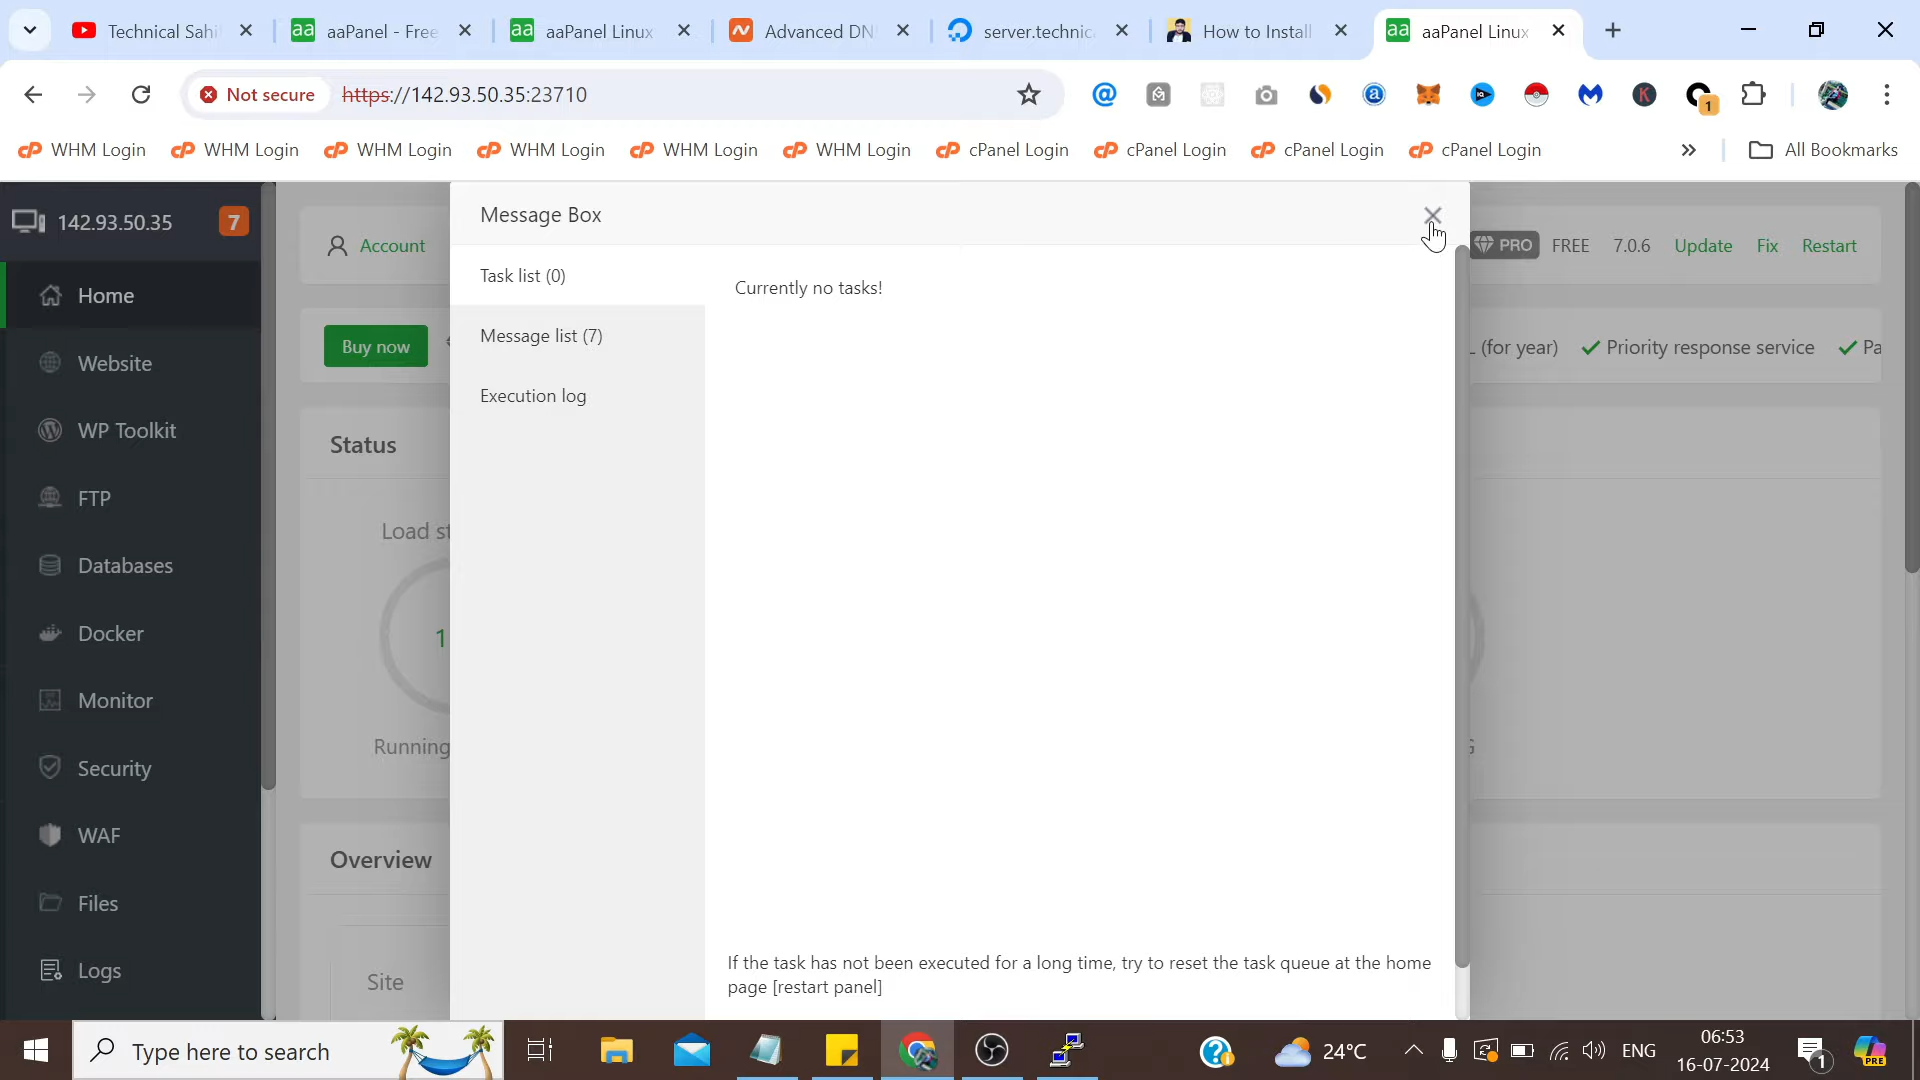 Technical Sahi
aaPanel - Free
aaPanel Linux
Advanced DN
server.technica
How to Install
aaPanel Linux
Not secure
https://142.93.50.35:23710
1
WHM Login
WHM Login
WHM Login
WHM Login
WHM Login
WHM Login
cPanel Login
cPanel Login
cPanel Login
cPanel Login
»
All Bookmarks
142.93.50.35
7
Home
Website
WP Toolkit
FTP
Databases
Docker
Monitor
Security
WAF
Files
Logs
Account
PRO
FREE
7.0.6
Update
Fix
Restart
Buy now
(for year)
Priority response service
Pa
Status
Load st
1
Running
G
Overview
Site
Message Box
Task list (0)
Message list (7)
Execution log
Currently no tasks!
If the task has not been executed for a long time, try to reset the task queue at the home
page [restart panel]
Type here to search
24°C
ENG
06:53
16-07-2024
1
PRE